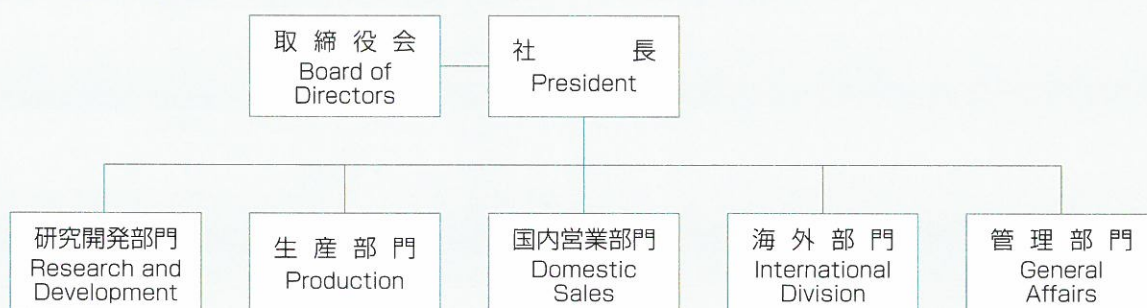 取締役会
Board of
Directors
社長
President
研究開発部門
Research and
Development
生産部門
Production
国内営業部門
Domestic
Sales
海外部門
International
Division
管理部門
General
Affairs